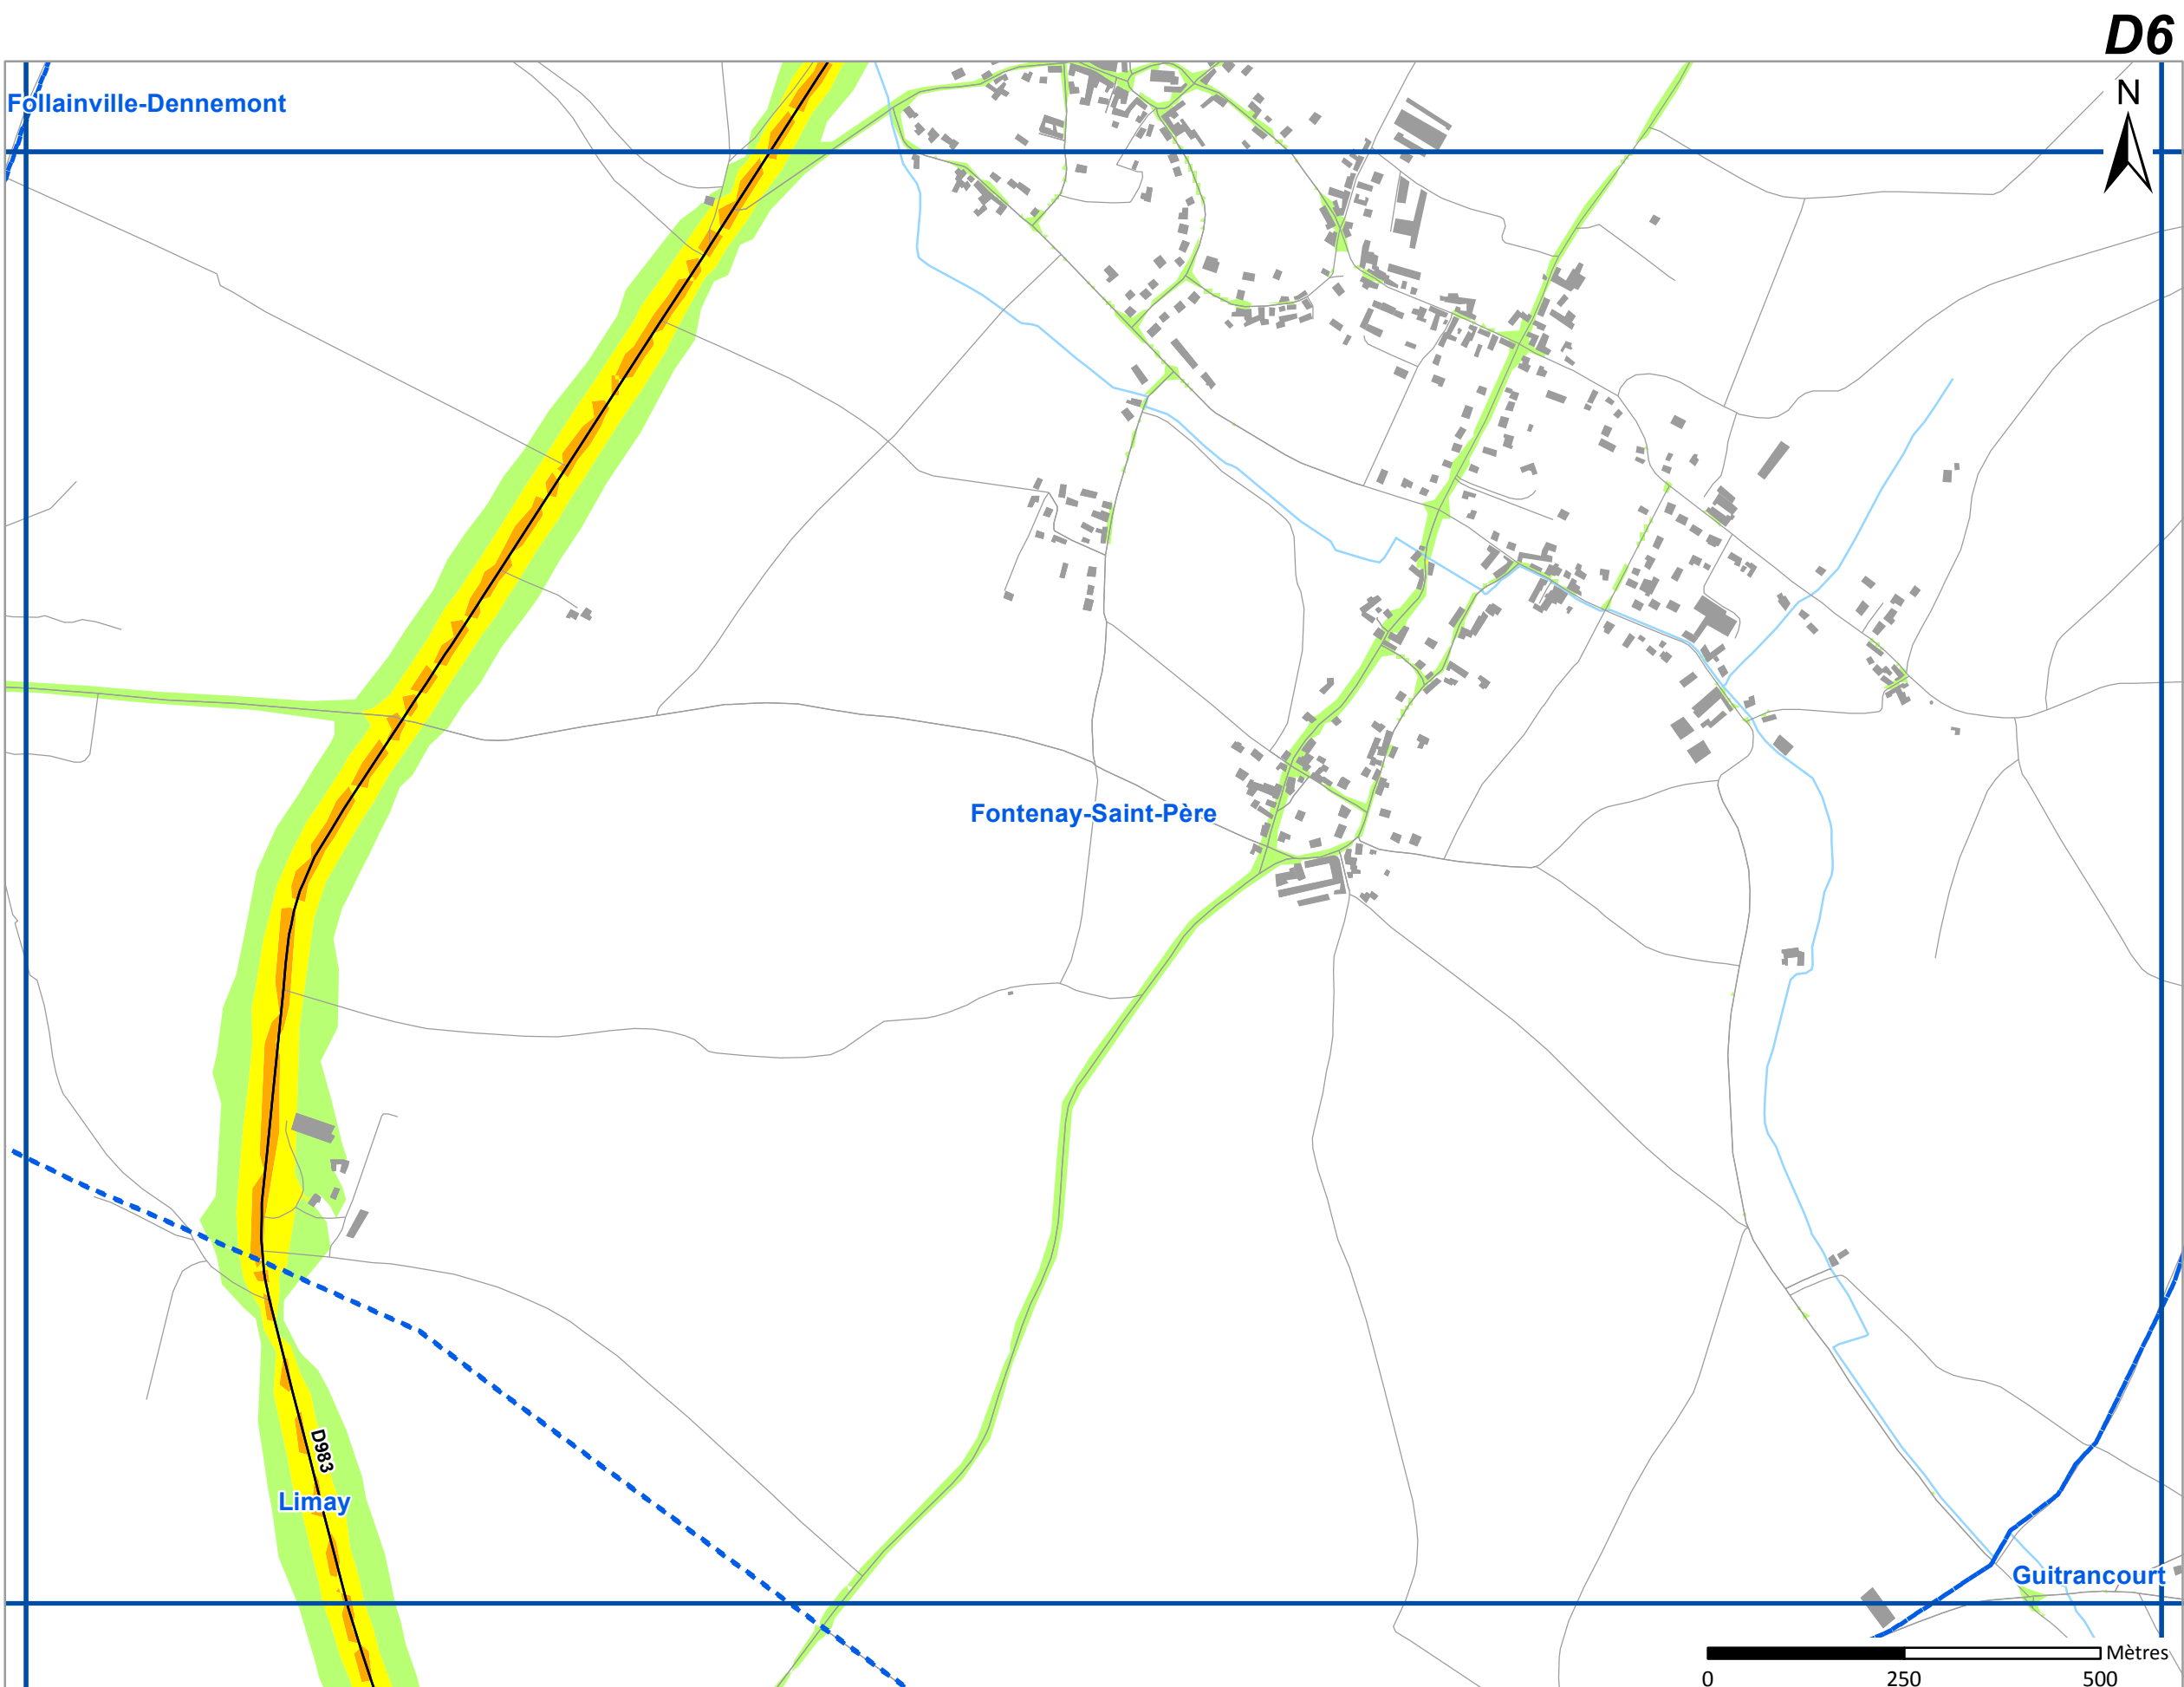 D6
N
Follainville-Dennemont
Fontenay-Saint-Père
D983
Limay
Guitrancourt
Mètres
0 250 500